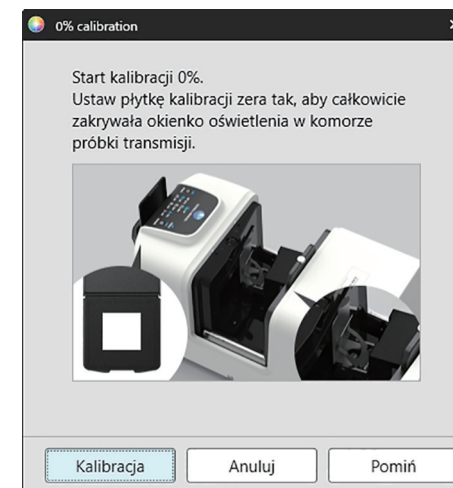 0% calibration
Start kalibracji 0%.
Ustaw płytkę kalibracji zera tak, aby całkowicie
zakrywała okienko oświetlenia w komorze
próbki transmisji.
Kalibracja
Anuluj
Pomiń